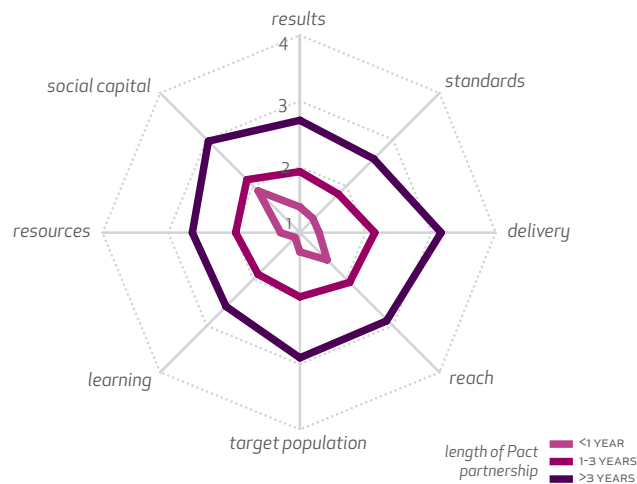 results
4
social capital
standards
3
2
1
resources
delivery
learning
reach
target population
length of Pact
partnership
<1 YEAR
1-3 YEARS
>3 YEARS